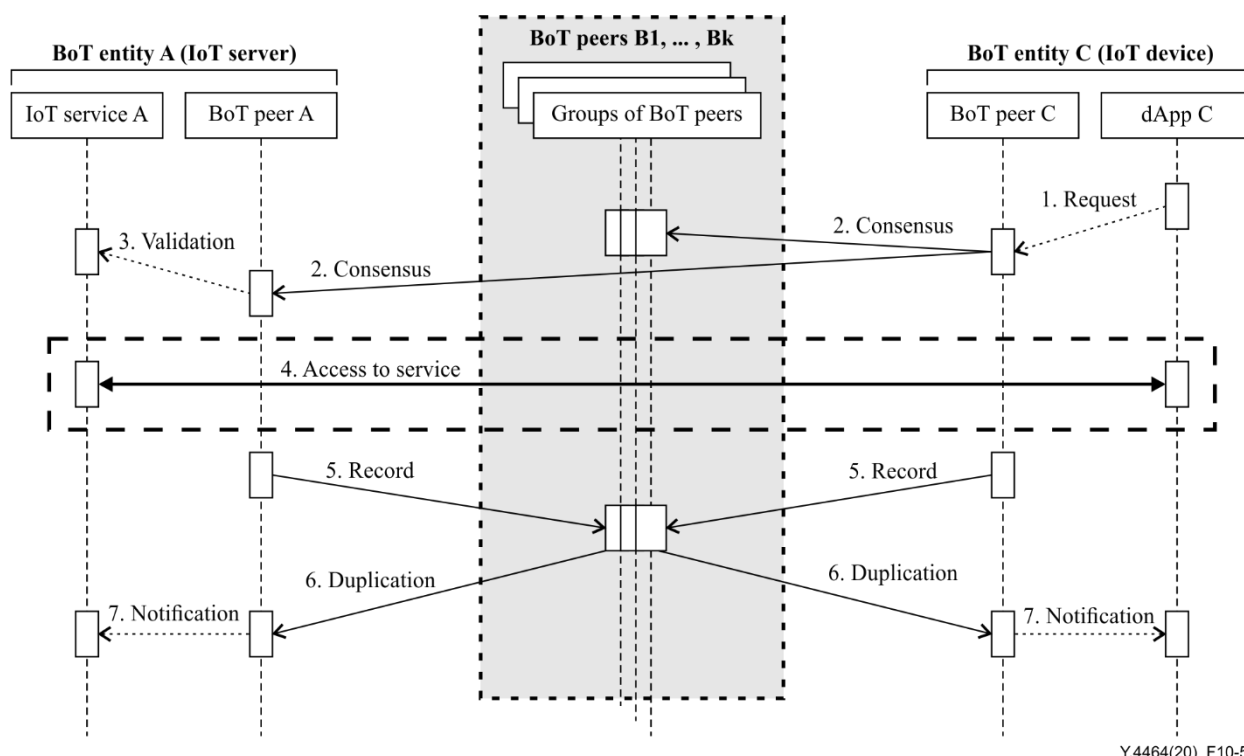 BoT peers B1, ... , Bk
BoT entity A (IoT server)
BoT entity C (IoT device)
IoT service A
BoT peer A
Groups of BoT peers
BoT peer C
dApp C
1. Request
2. Consensus
3. Validation
2. Consensus
4. Access to service
5. Record
5. Record
6. Duplication
6. Duplication
7. Notification
7. Notification